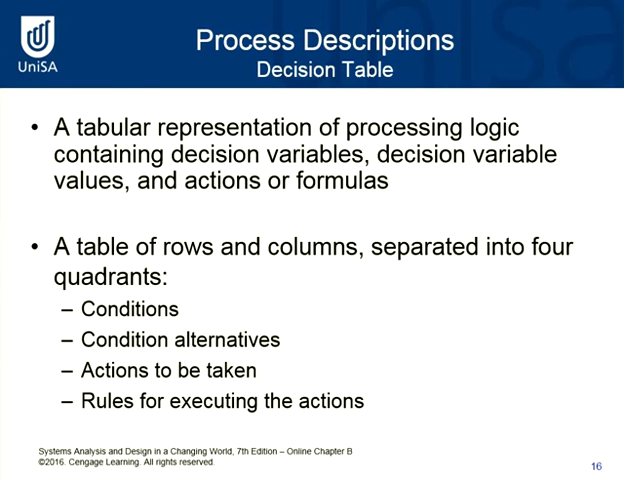 UniSA
Process Descriptions
Decision Table
• A tabular representation of processing logic
containing decision variables, decision variable
values, and actions or formulas
• A table of rows and columns, separated into four
quadrants:
– Conditions
– Condition alternatives
– Actions to be taken
– Rules for executing the actions
Systems Analysis and Design in a Changing World, 7th Edition – Online Chapter B
©2016. Cengage Learning. All rights reserved.
16